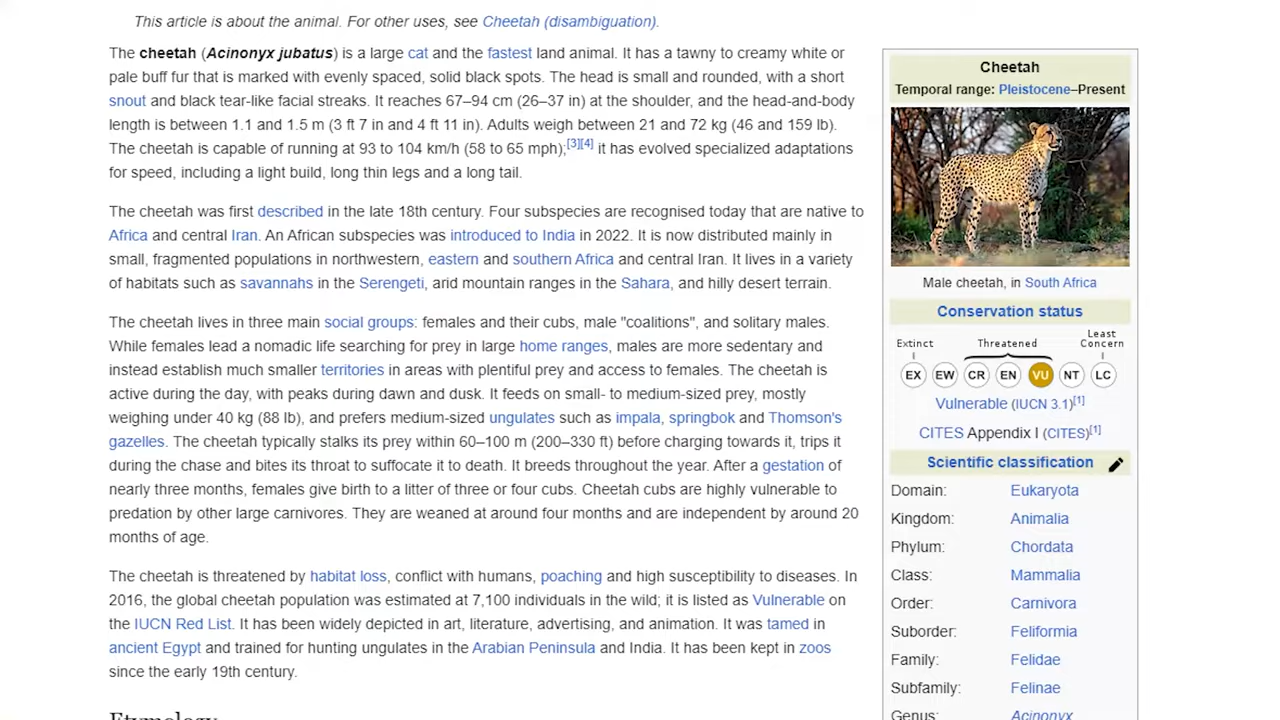 This article is about the animal. For other uses, see Cheetah (disambiguation).
The cheetah (Acinonyx jubatus) is a large cat and the fastest land animal. It has a tawny to creamy white or
pale buff fur that is marked with evenly spaced, solid black spots. The head is small and rounded, with a short
snout and black tear-like facial streaks. It reaches 67–94 cm (26–37 in) at the shoulder, and the head-and-body
length is between 1.1 and 1.5 m (3 ft 7 in and 4 ft 11 in). Adults weigh between 21 and 72 kg (46 and 159 lb).
The cheetah is capable of running at 93 to 104 km/h (58 to 65 mph);[3][4] it has evolved specialized adaptations
for speed, including a light build, long thin legs and a long tail.
The cheetah was first described in the late 18th century. Four subspecies are recognised today that are native to
Africa and central Iran. An African subspecies was introduced to India in 2022. It is now distributed mainly in
small, fragmented populations in northwestern, eastern and southern Africa and central Iran. It lives in a variety
of habitats such as savannahs in the Serengeti, arid mountain ranges in the Sahara, and hilly desert terrain.
The cheetah lives in three main social groups: females and their cubs, male "coalitions", and solitary males.
While females lead a nomadic life searching for prey in large home ranges, males are more sedentary and
instead establish much smaller territories in areas with plentiful prey and access to females. The cheetah is
active during the day, with peaks during dawn and dusk. It feeds on small- to medium-sized prey, mostly
weighing under 40 kg (88 lb), and prefers medium-sized ungulates such as impala, springbok and Thomson's
gazelles. The cheetah typically stalks its prey within 60–100 m (200–330 ft) before charging towards it, trips it
during the chase and bites its throat to suffocate it to death. It breeds throughout the year. After a gestation of
nearly three months, females give birth to a litter of three or four cubs. Cheetah cubs are highly vulnerable to
predation by other large carnivores. They are weaned at around four months and are independent by around 20
months of age.
The cheetah is threatened by habitat loss, conflict with humans, poaching and high susceptibility to diseases. In
2016, the global cheetah population was estimated at 7,100 individuals in the wild; it is listed as Vulnerable on
the IUCN Red List. It has been widely depicted in art, literature, advertising, and animation. It was tamed in
ancient Egypt and trained for hunting ungulates in the Arabian Peninsula and India. It has been kept in zoos
since the early 19th century.
Etymology
Cheetah
Temporal range: Pleistocene–Present
Male cheetah, in South Africa
Conservation status
Extinct Threatened Least Concern
EX EW CR EN VU NT LC
Vulnerable (IUCN 3.1)[1]
CITES Appendix I (CITES)[1]
Scientific classification
Domain: Eukaryota
Kingdom: Animalia
Phylum: Chordata
Class: Mammalia
Order: Carnivora
Suborder: Feliformia
Family: Felidae
Subfamily: Felinae
Genus: Acinonyx